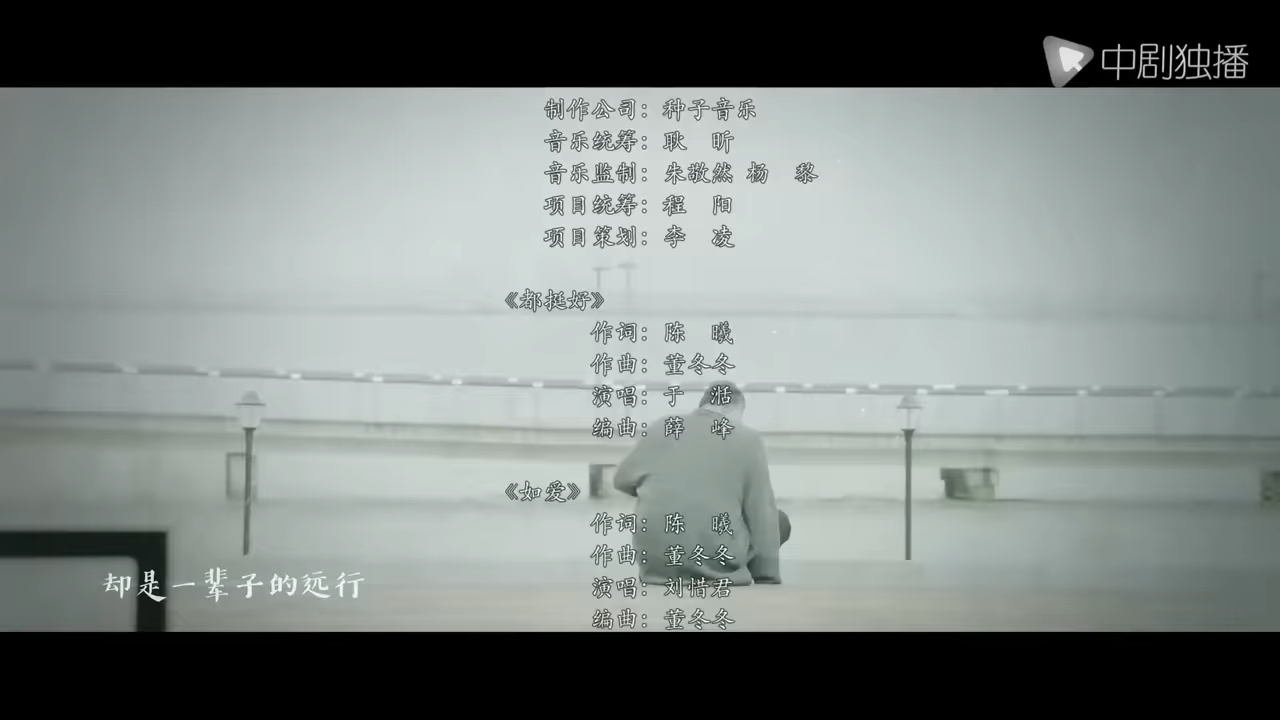 中剧独播
制作公司：种子音乐
音乐统筹：耿　昕
音乐监制：朱敬然 杨　黎
项目统筹：程　阳
项目策划：李　凌
《都挺好》
作词：陈　曦
作曲：董冬冬
演唱：于　湉
编曲：薛　峰
《如爱》
作词：陈　曦
作曲：董冬冬
演唱：刘惜君
编曲：董冬冬
却是一辈子的远行